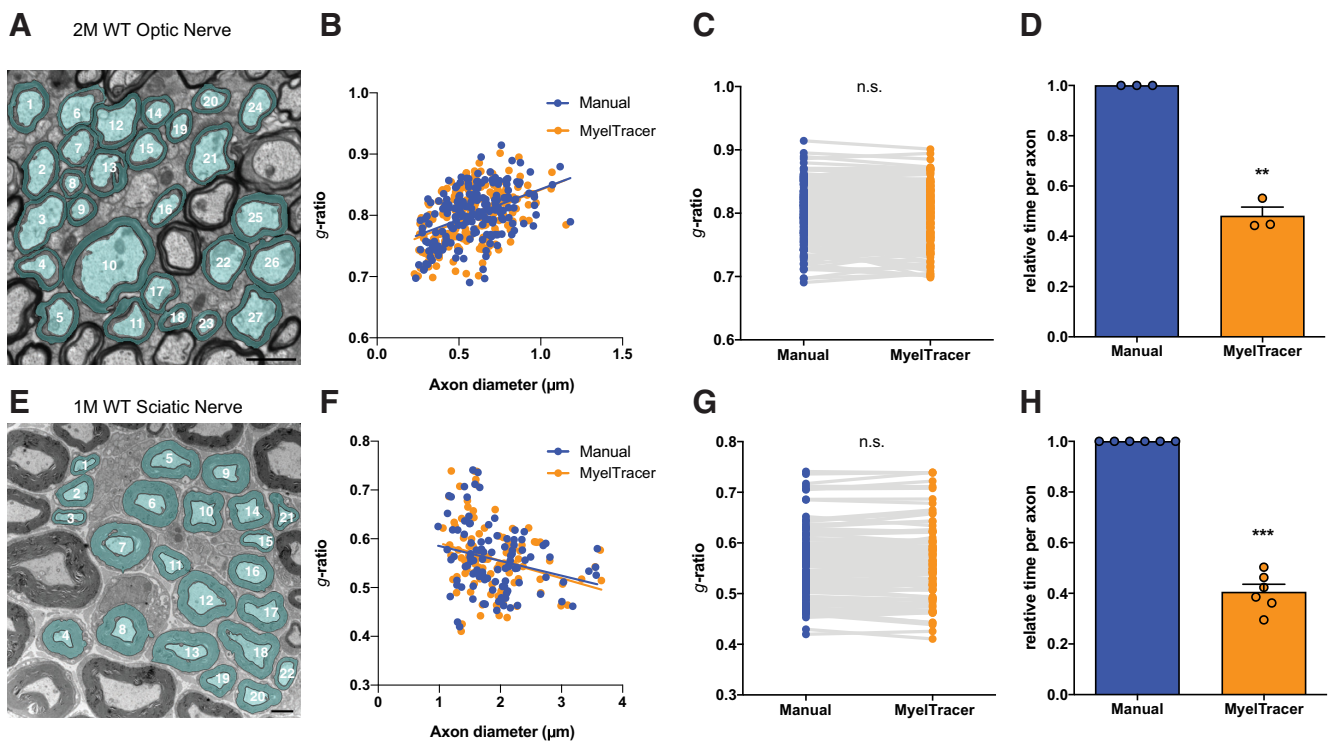 A 2M WT Optic Nerve
1 2 3 4 5 6 7 8 9 10 11 12 13 14 15 16 17 18 19 20 21 22 23 24 25 26 27
B
Manual
MyelTracer
g-ratio
1.0
0.9
0.8
0.7
0.6
0.0 0.5 1.0 1.5
Axon diameter (µm)
C
n.s.
g-ratio
1.0
0.9
0.8
0.7
0.6
Manual MyelTracer
D
relative time per axon
1.0
0.8
0.6
0.4
0.2
0.0
**
Manual MyelTracer
E 1M WT Sciatic Nerve
1 2 3 4 5 6 7 8 9 10 11 12 13 14 15 16 17 18 19 20 21 22
F
Manual
MyelTracer
g-ratio
0.8
0.7
0.6
0.5
0.4
0.3
0 1 2 3 4
Axon diameter (µm)
G
n.s.
g-ratio
0.8
0.7
0.6
0.5
0.4
0.3
Manual MyelTracer
H
relative time per axon
1.0
0.8
0.6
0.4
0.2
0.0
***
Manual MyelTracer